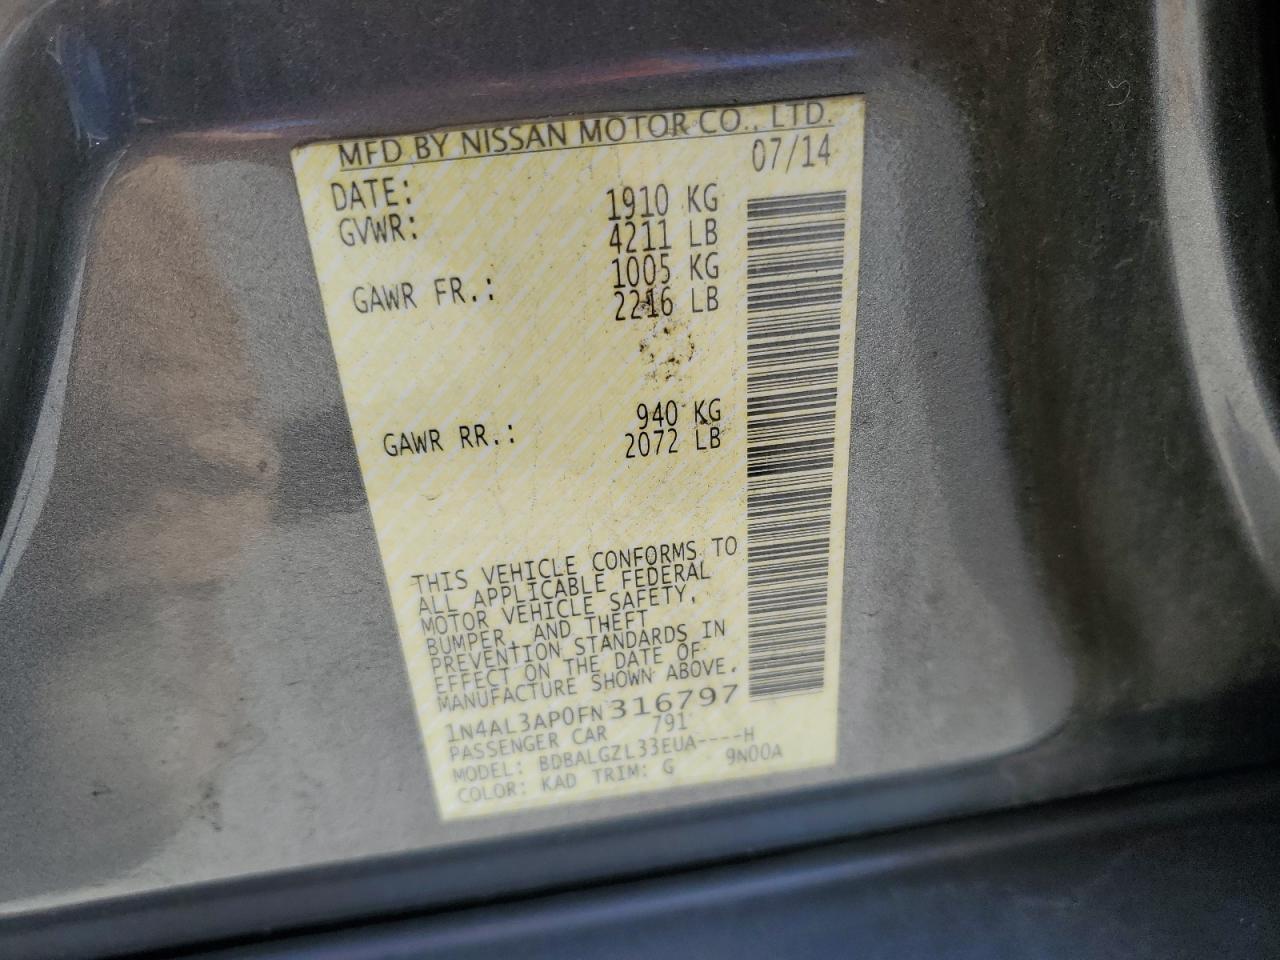 MFD BY NISSAN MOTOR CO., LTD.
DATE: 07/14
GVWR: 1910 KG
4211 LB
GAWR FR.: 1005 KG
2216 LB
GAWR RR.: 940 KG
2072 LB
THIS VEHICLE CONFORMS TO
ALL APPLICABLE FEDERAL
MOTOR VEHICLE SAFETY,
BUMPER, AND THEFT
PREVENTION STANDARDS IN
EFFECT ON THE DATE OF
MANUFACTURE SHOWN ABOVE.
1N4AL3AP0FN316797
PASSENGER CAR 791
MODEL: BDBALGZL33EUA----H
COLOR: KAD TRIM: G 9N00A